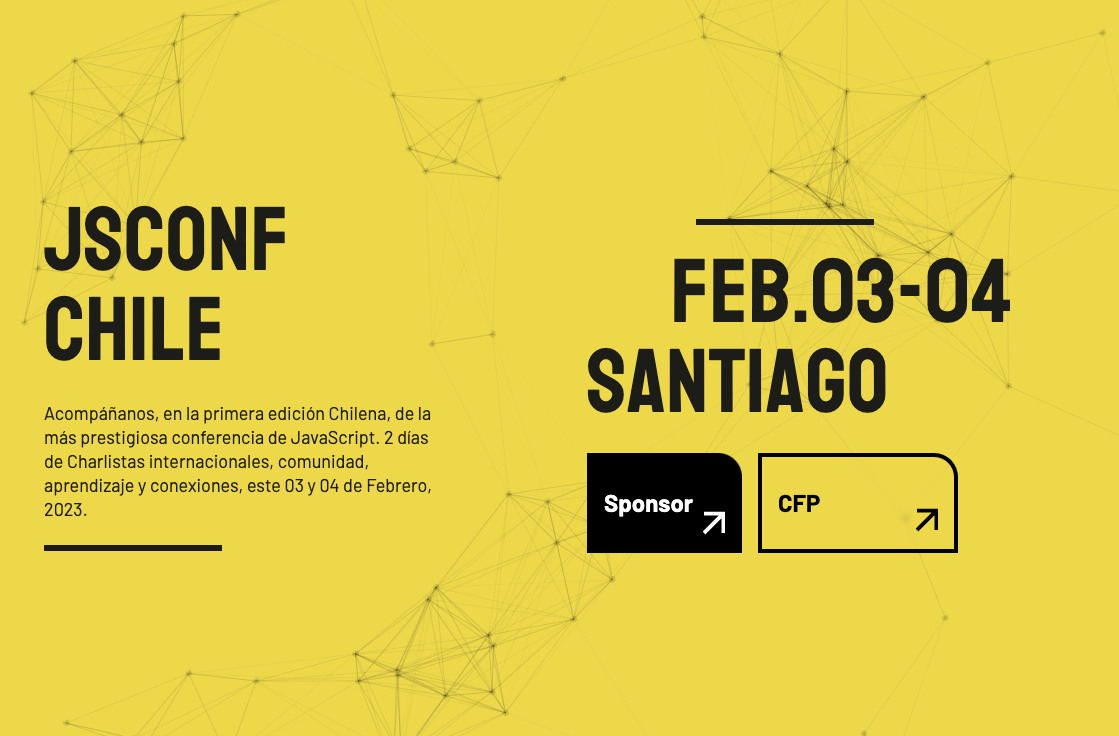 JSCONF
CHILE
Acompáñanos, en la primera edición Chilena, de la
más prestigiosa conferencia de JavaScript. 2 días
de Charlistas internacionales, comunidad,
aprendizaje y conexiones, este 03 y 04 de Febrero,
2023.
FEB.03-04
SANTIAGO
Sponsor
CFP